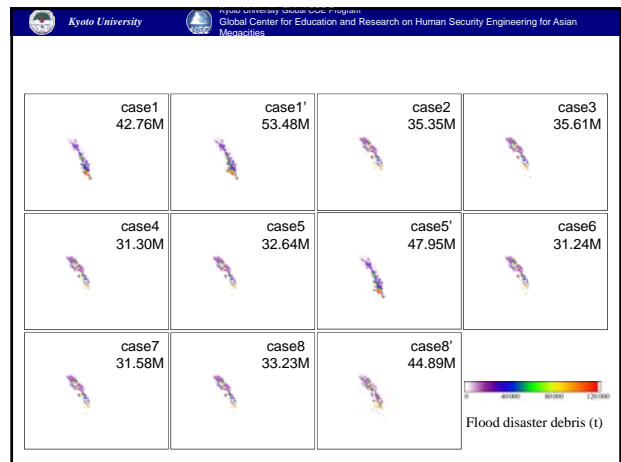 Kyoto University
Kyoto University Global COE Program
Global Center for Education and Research on Human Security Engineering for Asian
Megacities
case1
42.76M
case1’
53.48M
case2
35.35M
case3
35.61M
case4
31.30M
case5
32.64M
case5'
47.95M
case6
31.24M
case7
31.58M
case8
33.23M
case8’
44.89M
0 40000 80000 120000
Flood disaster debris (t)